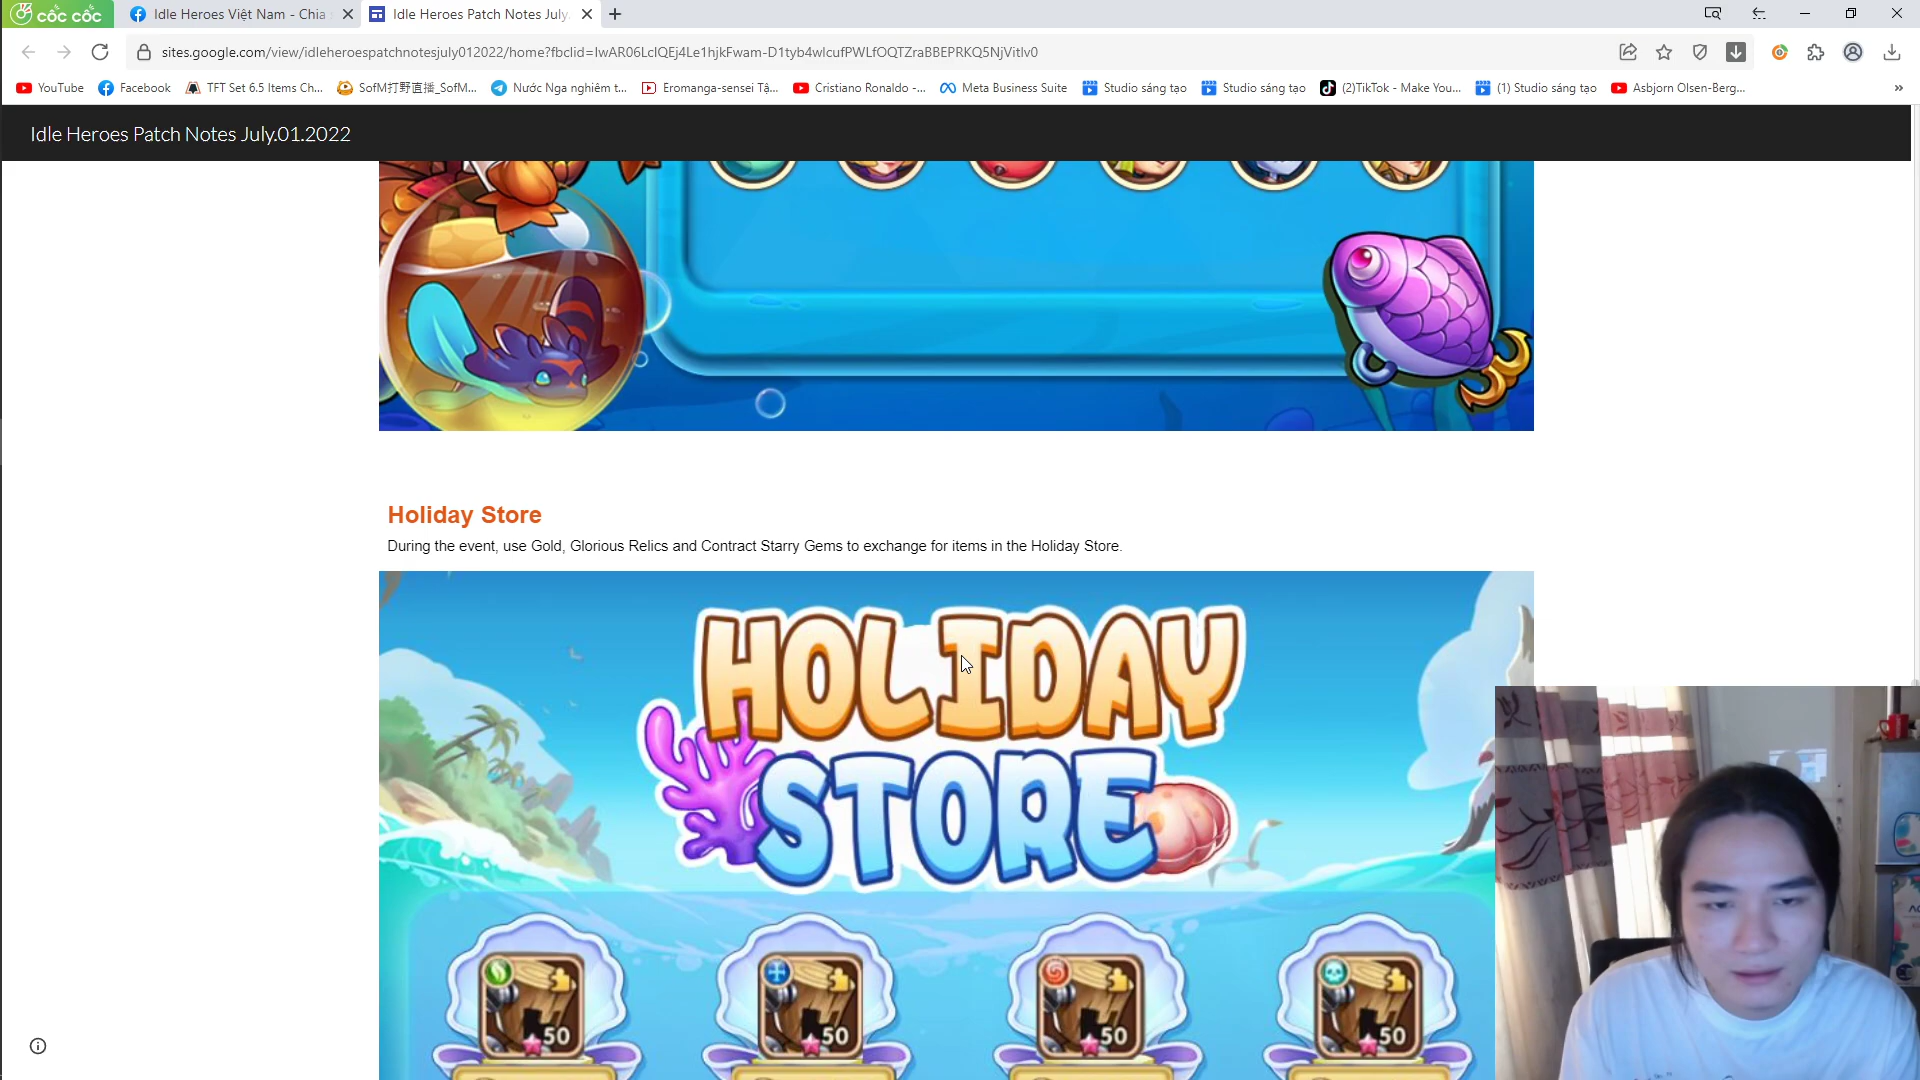 cốc cốc
Idle Heroes Việt Nam - Chia
Idle Heroes Patch Notes July.
sites.google.com/view/idleheroespatchnotesjuly012022/home?fbclid=IwAR06LcIQEj4Le1hjkFwam-D1tyb4wlcufPWLfOQTZraBBEPRKQ5NjVitlv0
YouTube
Facebook
TFT Set 6.5 Items Ch...
SofM打野直播_SofM...
Nước Nga nghiêm t...
Eromanga-sensei Tậ...
Cristiano Ronaldo -...
Meta Business Suite
Studio sáng tạo
Studio sáng tạo
(2)TikTok - Make You...
(1) Studio sáng tạo
Asbjorn Olsen-Berg...
»
Idle Heroes Patch Notes July.01.2022
Holiday Store
During the event, use Gold, Glorious Relics and Contract Starry Gems to exchange for items in the Holiday Store.
HOLIDAY
STORE
50
50
50
50